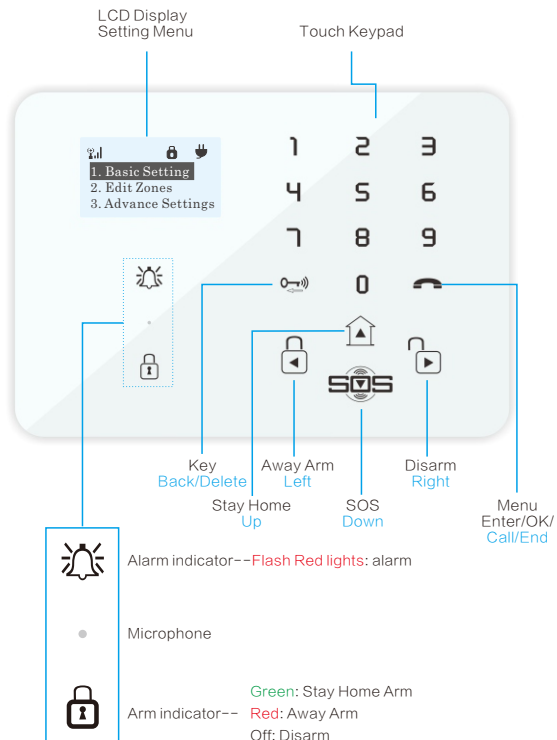 LCD Display
Setting Menu
Touch Keypad
1. Basic Setting
2. Edit Zones
3. Advance Settings
1 2 3
4 5 6
7 8 9
0
SOS
Key
Back/Delete
Away Arm
Left
Disarm
Right
Stay Home
Up
SOS
Down
Menu
Enter/OK/
Call/End
Alarm indicator--Flash Red lights: alarm
Microphone
Green: Stay Home Arm
Arm indicator-- Red: Away Arm
Off: Disarm